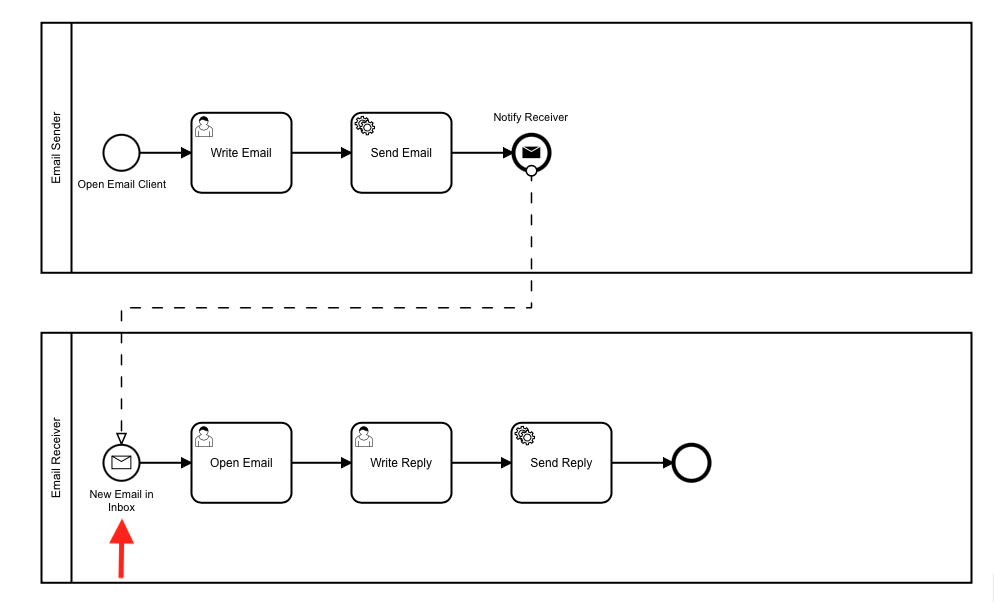 Email Sender
Open Email Client
Write Email
Send Email
Notify Receiver
Email Receiver
New Email in
Inbox
Open Email
Write Reply
Send Reply